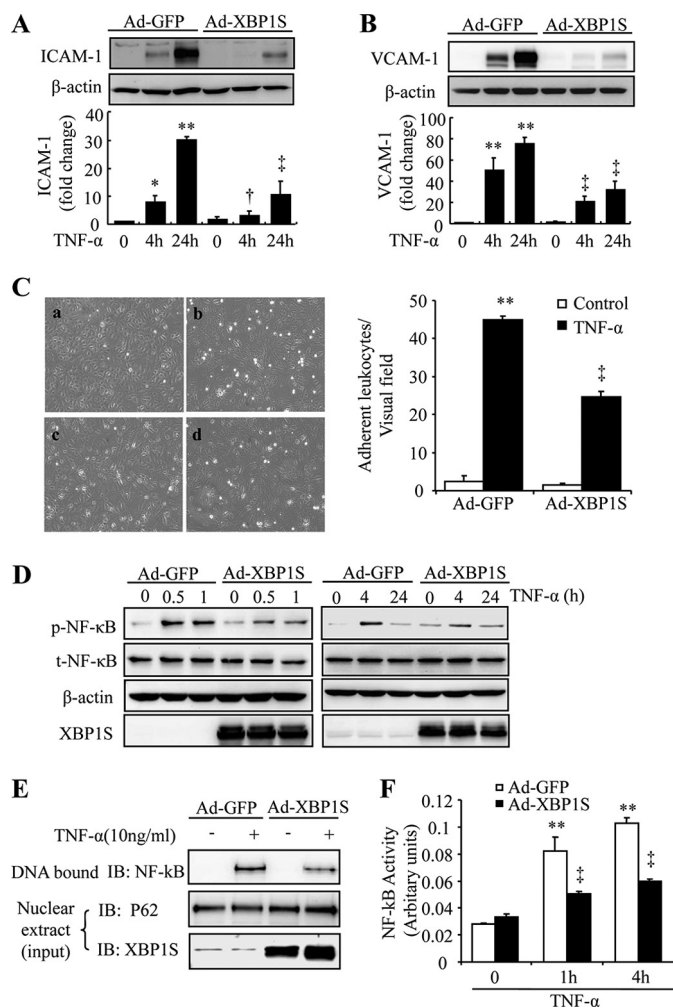 A
Ad-GFP Ad-XBP1S
ICAM-1
β-actin
ICAM-1
(fold change)
40
30
20
10
0
*
**
†
‡
0 4h 24h 0 4h 24h
TNF-α
B
Ad-GFP Ad-XBP1S
VCAM-1
β-actin
VCAM-1
(fold change)
100
80
60
40
20
0
**
**
‡
‡
0 4h 24h 0 4h 24h
TNF-α
C
a
b
c
d
Adherent leukocytes/
Visual field
50
40
30
20
10
0
**
‡
Control
TNF-α
Ad-GFP Ad-XBP1S
D
Ad-GFP Ad-XBP1S Ad-GFP Ad-XBP1S
0 0.5 1 0 0.5 1 0 4 24 0 4 24 TNF-α (h)
p-NF-κB
t-NF-κB
β-actin
XBP1S
E
Ad-GFP Ad-XBP1S
TNF-α(10ng/ml) - + - +
DNA bound IB: NF-kB
Nuclear
extract
(input)
IB: P62
IB: XBP1S
F
Ad-GFP
Ad-XBP1S
NF-kB Activity
(Arbitary units)
0.12
0.1
0.08
0.06
0.04
0.02
0
**
‡
**
‡
0 1h 4h
TNF-α